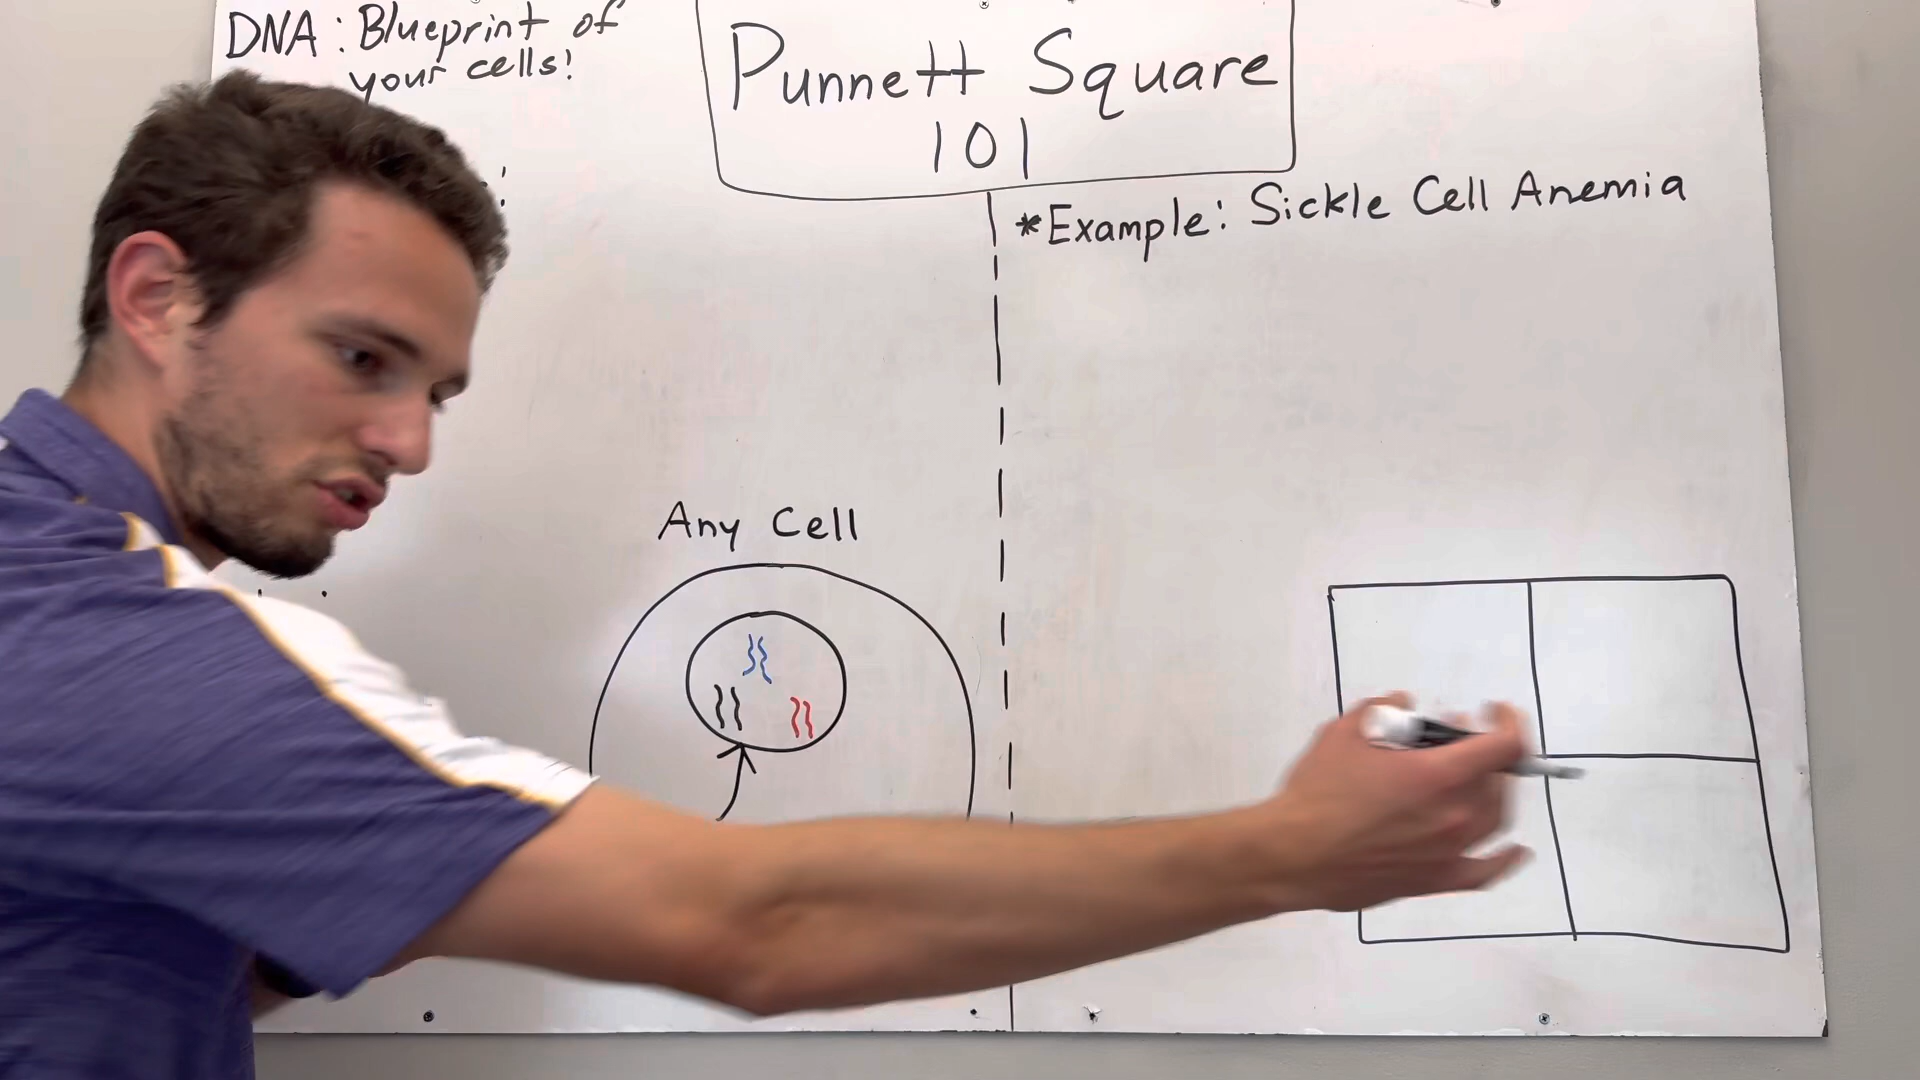 DNA: Blueprint of
your cells!
Punnett Square
101
*Example: Sickle Cell Anemia
Any Cell